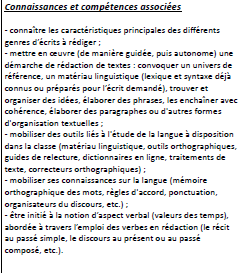 Connaissances et compétences associées
- connaître les caractéristiques principales des différents
genres d'écrits à rédiger ;
- mettre en œuvre (de manière guidée, puis autonome) une
démarche de rédaction de textes : convoquer un univers de
référence, un matériau linguistique (lexique et syntaxe déjà
connus ou préparés pour l'écrit demandé), trouver et
organiser des idées, élaborer des phrases, les enchaîner avec
cohérence, élaborer des paragraphes ou d'autres formes
d'organisation textuelles ;
- mobiliser des outils liés à l'étude de la langue à disposition
dans la classe (matériau linguistique, outils orthographiques,
guides de relecture, dictionnaires en ligne, traitements de
texte, correcteurs orthographiques) ;
- mobiliser ses connaissances sur la langue (mémoire
orthographique des mots, règles d'accord, ponctuation,
organisateurs du discours, etc.) ;
- être initié à la notion d'aspect verbal (valeurs des temps),
abordée à travers l'emploi des verbes en rédaction (le récit
au passé simple, le discours au présent ou au passé
composé, etc.).